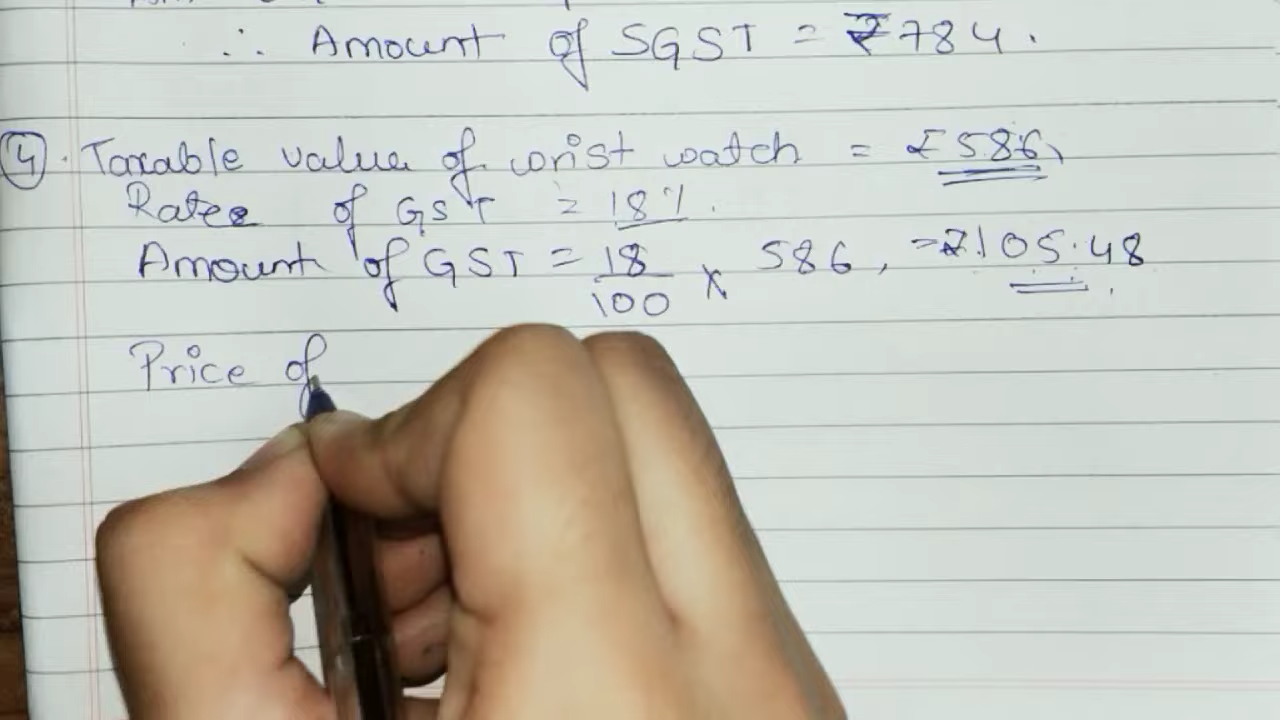 ∴ Amount of SGST = ₹784.
4. Taxable value of wrist watch = ₹586,
Rate of GST = 18%.
Amount of GST = 18/100 × 586, = ₹105.48
Price of